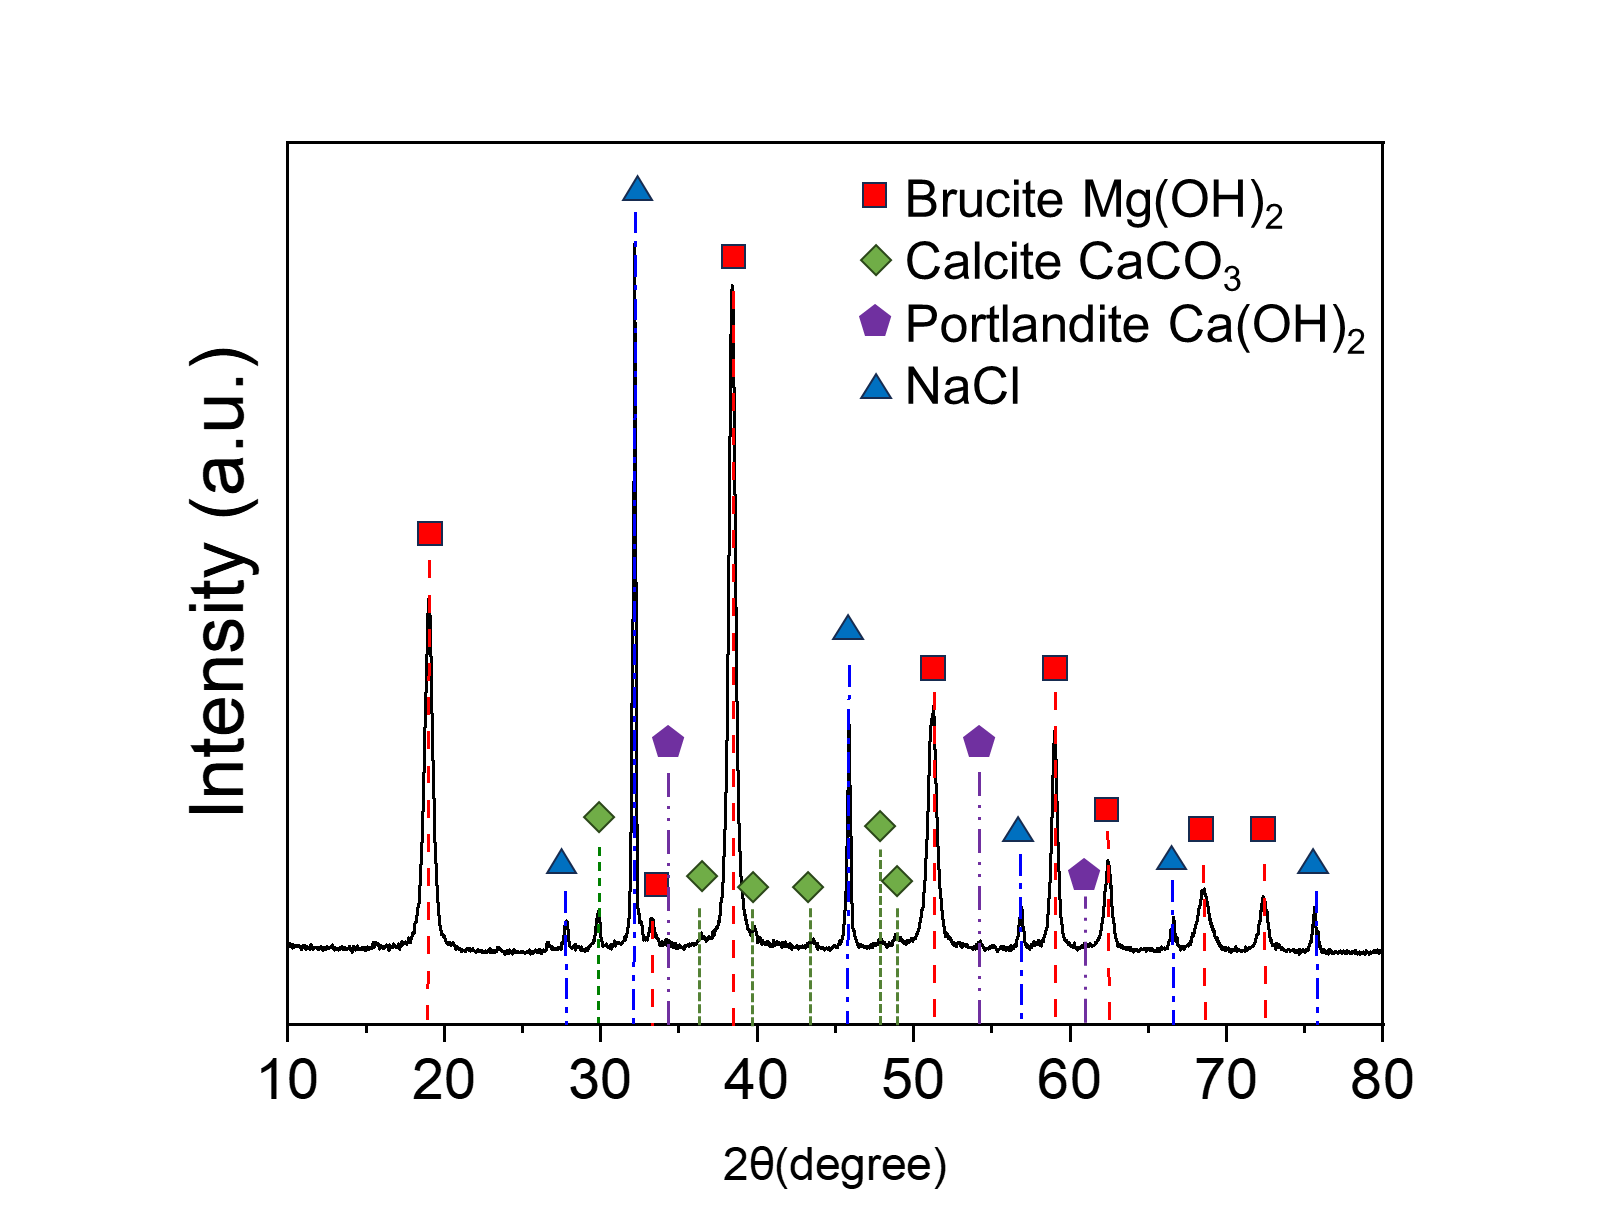 Brucite Mg(OH)₂
Calcite CaCO₃
Portlandite Ca(OH)₂
NaCl
Intensity (a.u.)
10 20 30 40 50 60 70 80
2θ(degree)